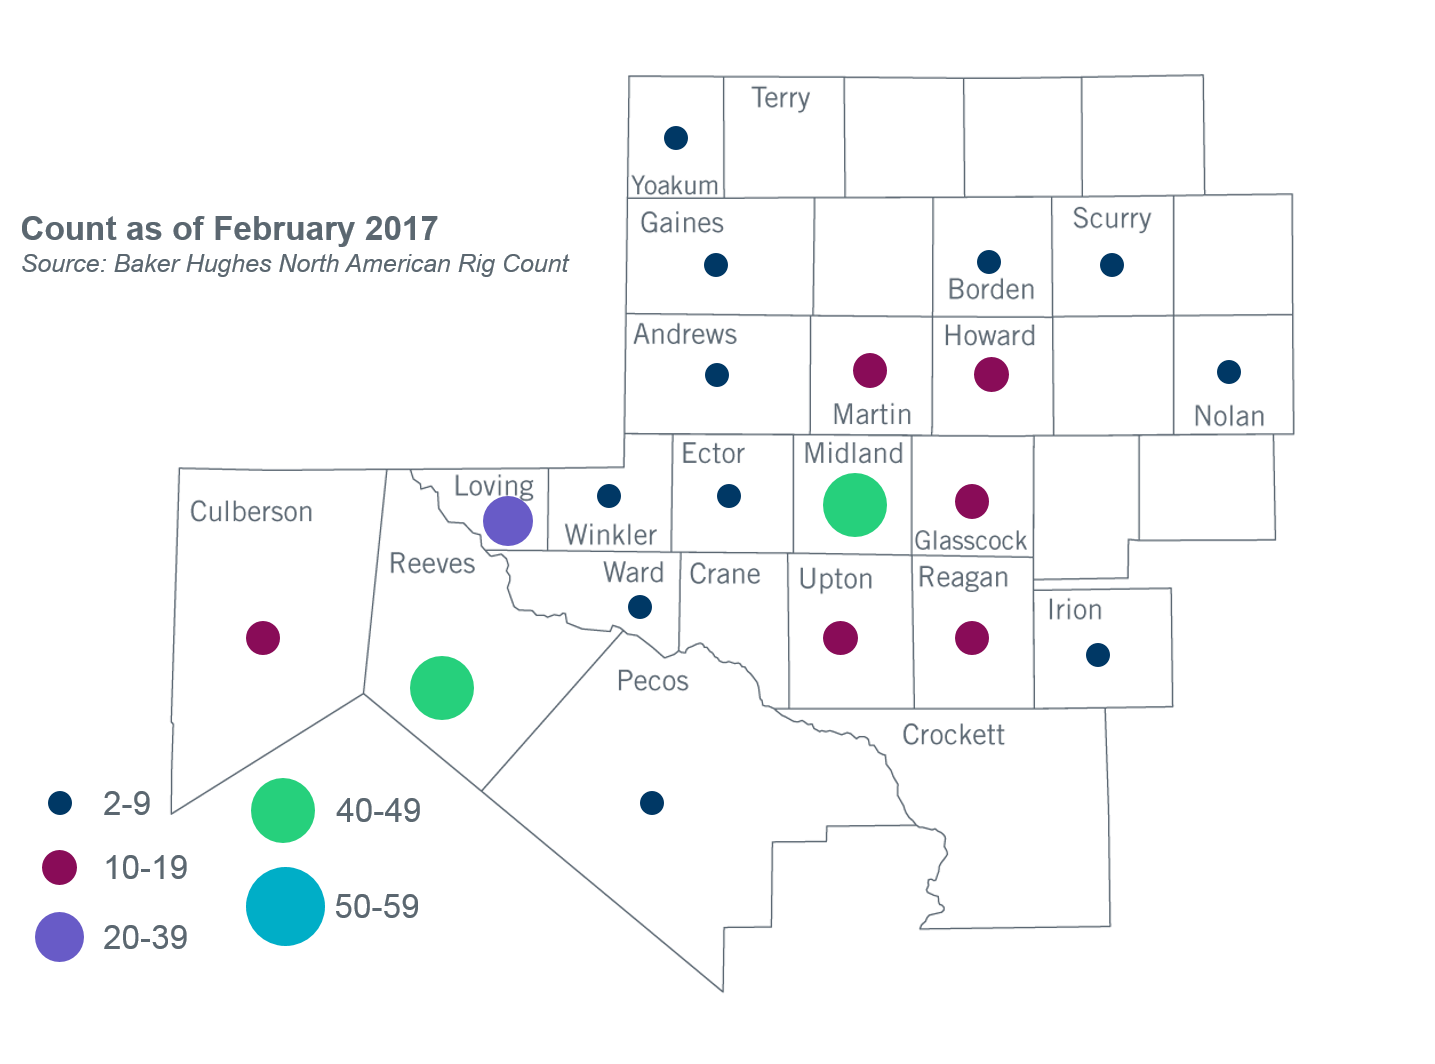 Terry
Yoakum
Count as of February 2017
Source: Baker Hughes North American Rig Count
Gaines
Scurry
Borden
Andrews
Howard
Martin
Nolan
Ector
Midland
Loving
Culberson
Winkler
Glasscock
Reeves
Ward
Crane
Upton
Reagan
Irion
Pecos
Crockett
2-9
40-49
10-19
50-59
20-39